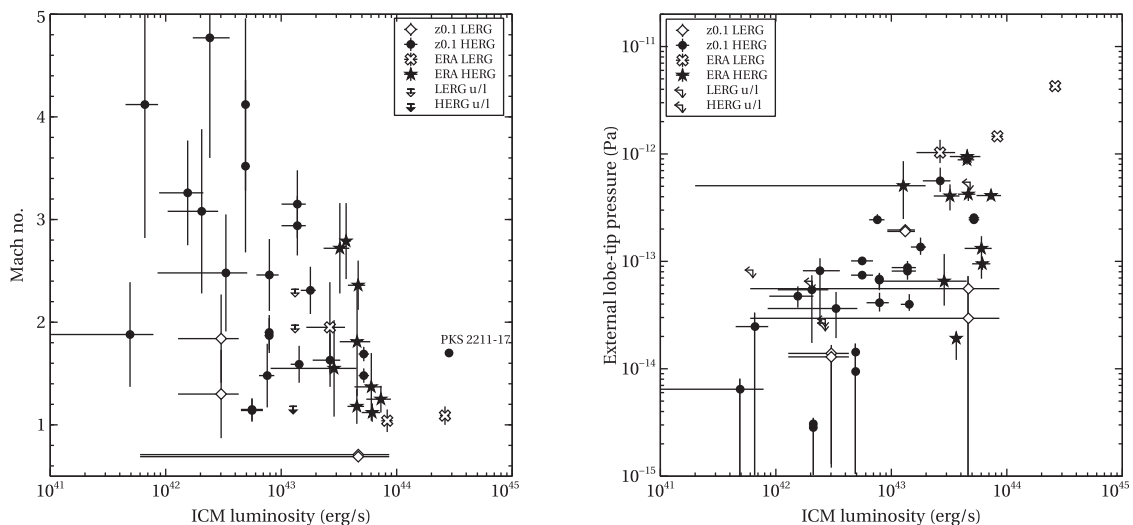 5
4
3
2
1
Mach no.
z0.1 LERG
z0.1 HERG
ERA LERG
ERA HERG
LERG u/l
HERG u/l
PKS 2211-17
10^41
10^42
10^43
10^44
10^45
ICM luminosity (erg/s)
10^-11
10^-12
10^-13
10^-14
10^-15
External lobe-tip pressure (Pa)
z0.1 LERG
z0.1 HERG
ERA LERG
ERA HERG
LERG u/l
HERG u/l
10^41
10^42
10^43
10^44
10^45
ICM luminosity (erg/s)